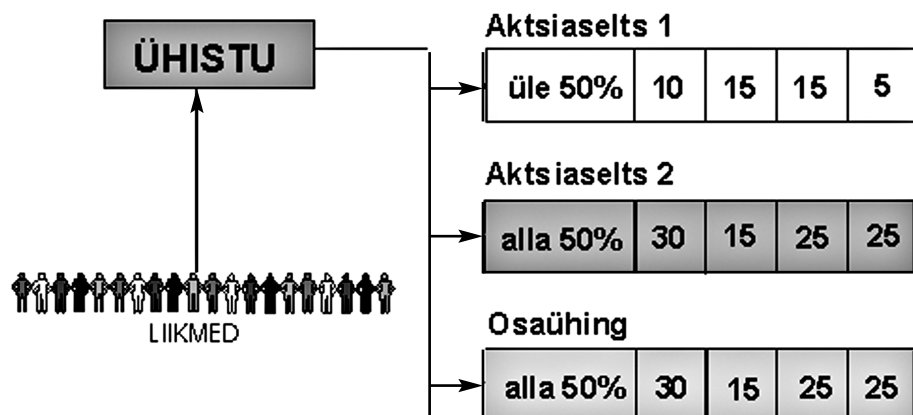 ÜHISTU
LIIKMED
Aktsiaselts 1
üle 50% 10 15 15 5
Aktsiaselts 2
alla 50% 30 15 25 25
Osaühing
alla 50% 30 15 25 25